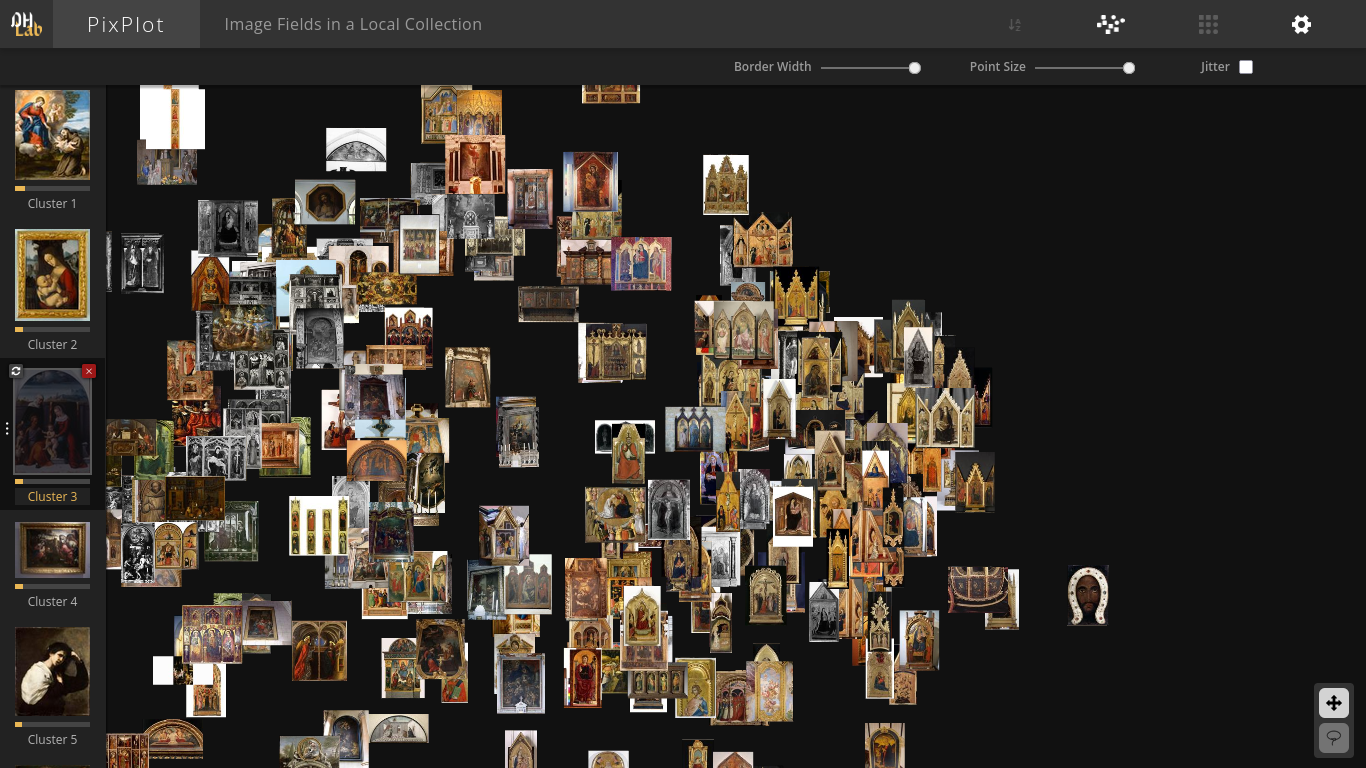 DH Lab
PixPlot
Image Fields in a Local Collection
A Z
Border Width
Point Size
Jitter
Cluster 1
Cluster 2
Cluster 3
Cluster 4
Cluster 5